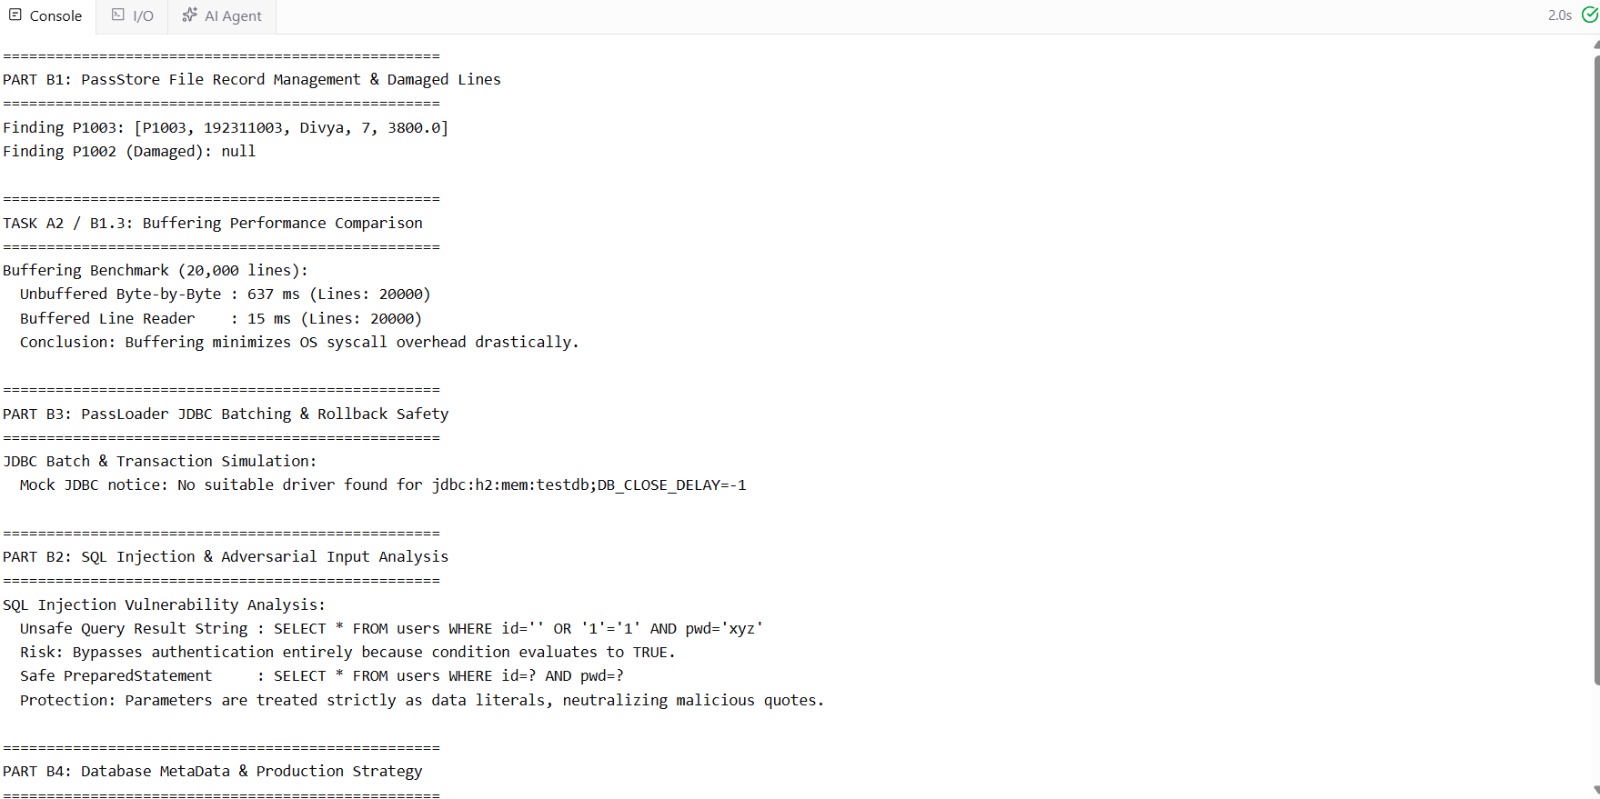 Console I/O AI Agent 2.0s
==================================================
PART B1: PassStore File Record Management & Damaged Lines
==================================================
Finding P1003: [P1003, 192311003, Divya, 7, 3800.0]
Finding P1002 (Damaged): null
==================================================
TASK A2 / B1.3: Buffering Performance Comparison
==================================================
Buffering Benchmark (20,000 lines):
  Unbuffered Byte-by-Byte : 637 ms (Lines: 20000)
  Buffered Line Reader    : 15 ms (Lines: 20000)
  Conclusion: Buffering minimizes OS syscall overhead drastically.
==================================================
PART B3: PassLoader JDBC Batching & Rollback Safety
==================================================
JDBC Batch & Transaction Simulation:
  Mock JDBC notice: No suitable driver found for jdbc:h2:mem:testdb;DB_CLOSE_DELAY=-1
==================================================
PART B2: SQL Injection & Adversarial Input Analysis
==================================================
SQL Injection Vulnerability Analysis:
  Unsafe Query Result String : SELECT * FROM users WHERE id='' OR '1'='1' AND pwd='xyz'
  Risk: Bypasses authentication entirely because condition evaluates to TRUE.
  Safe PreparedStatement     : SELECT * FROM users WHERE id=? AND pwd=?
  Protection: Parameters are treated strictly as data literals, neutralizing malicious quotes.
==================================================
PART B4: Database MetaData & Production Strategy
==================================================